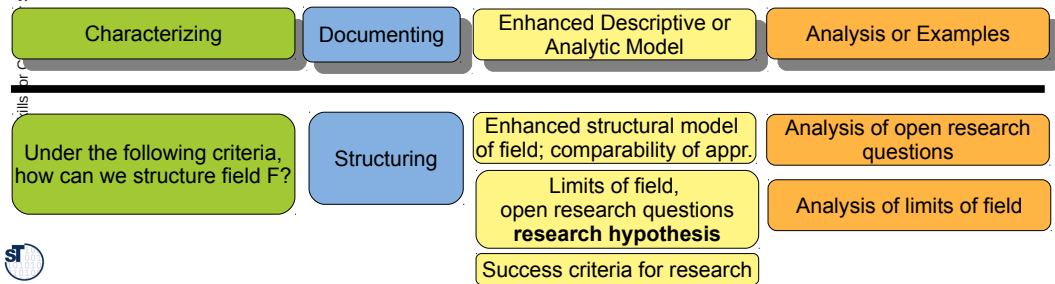 Characterizing
Documenting
Enhanced Descriptive or
Analytic Model
Analysis or Examples
Under the following criteria,
how can we structure field F?
Structuring
Enhanced structural model
of field; comparability of appr.
Limits of field,
open research questions
research hypothesis
Success criteria for research
Analysis of open research
questions
Analysis of limits of field
ST